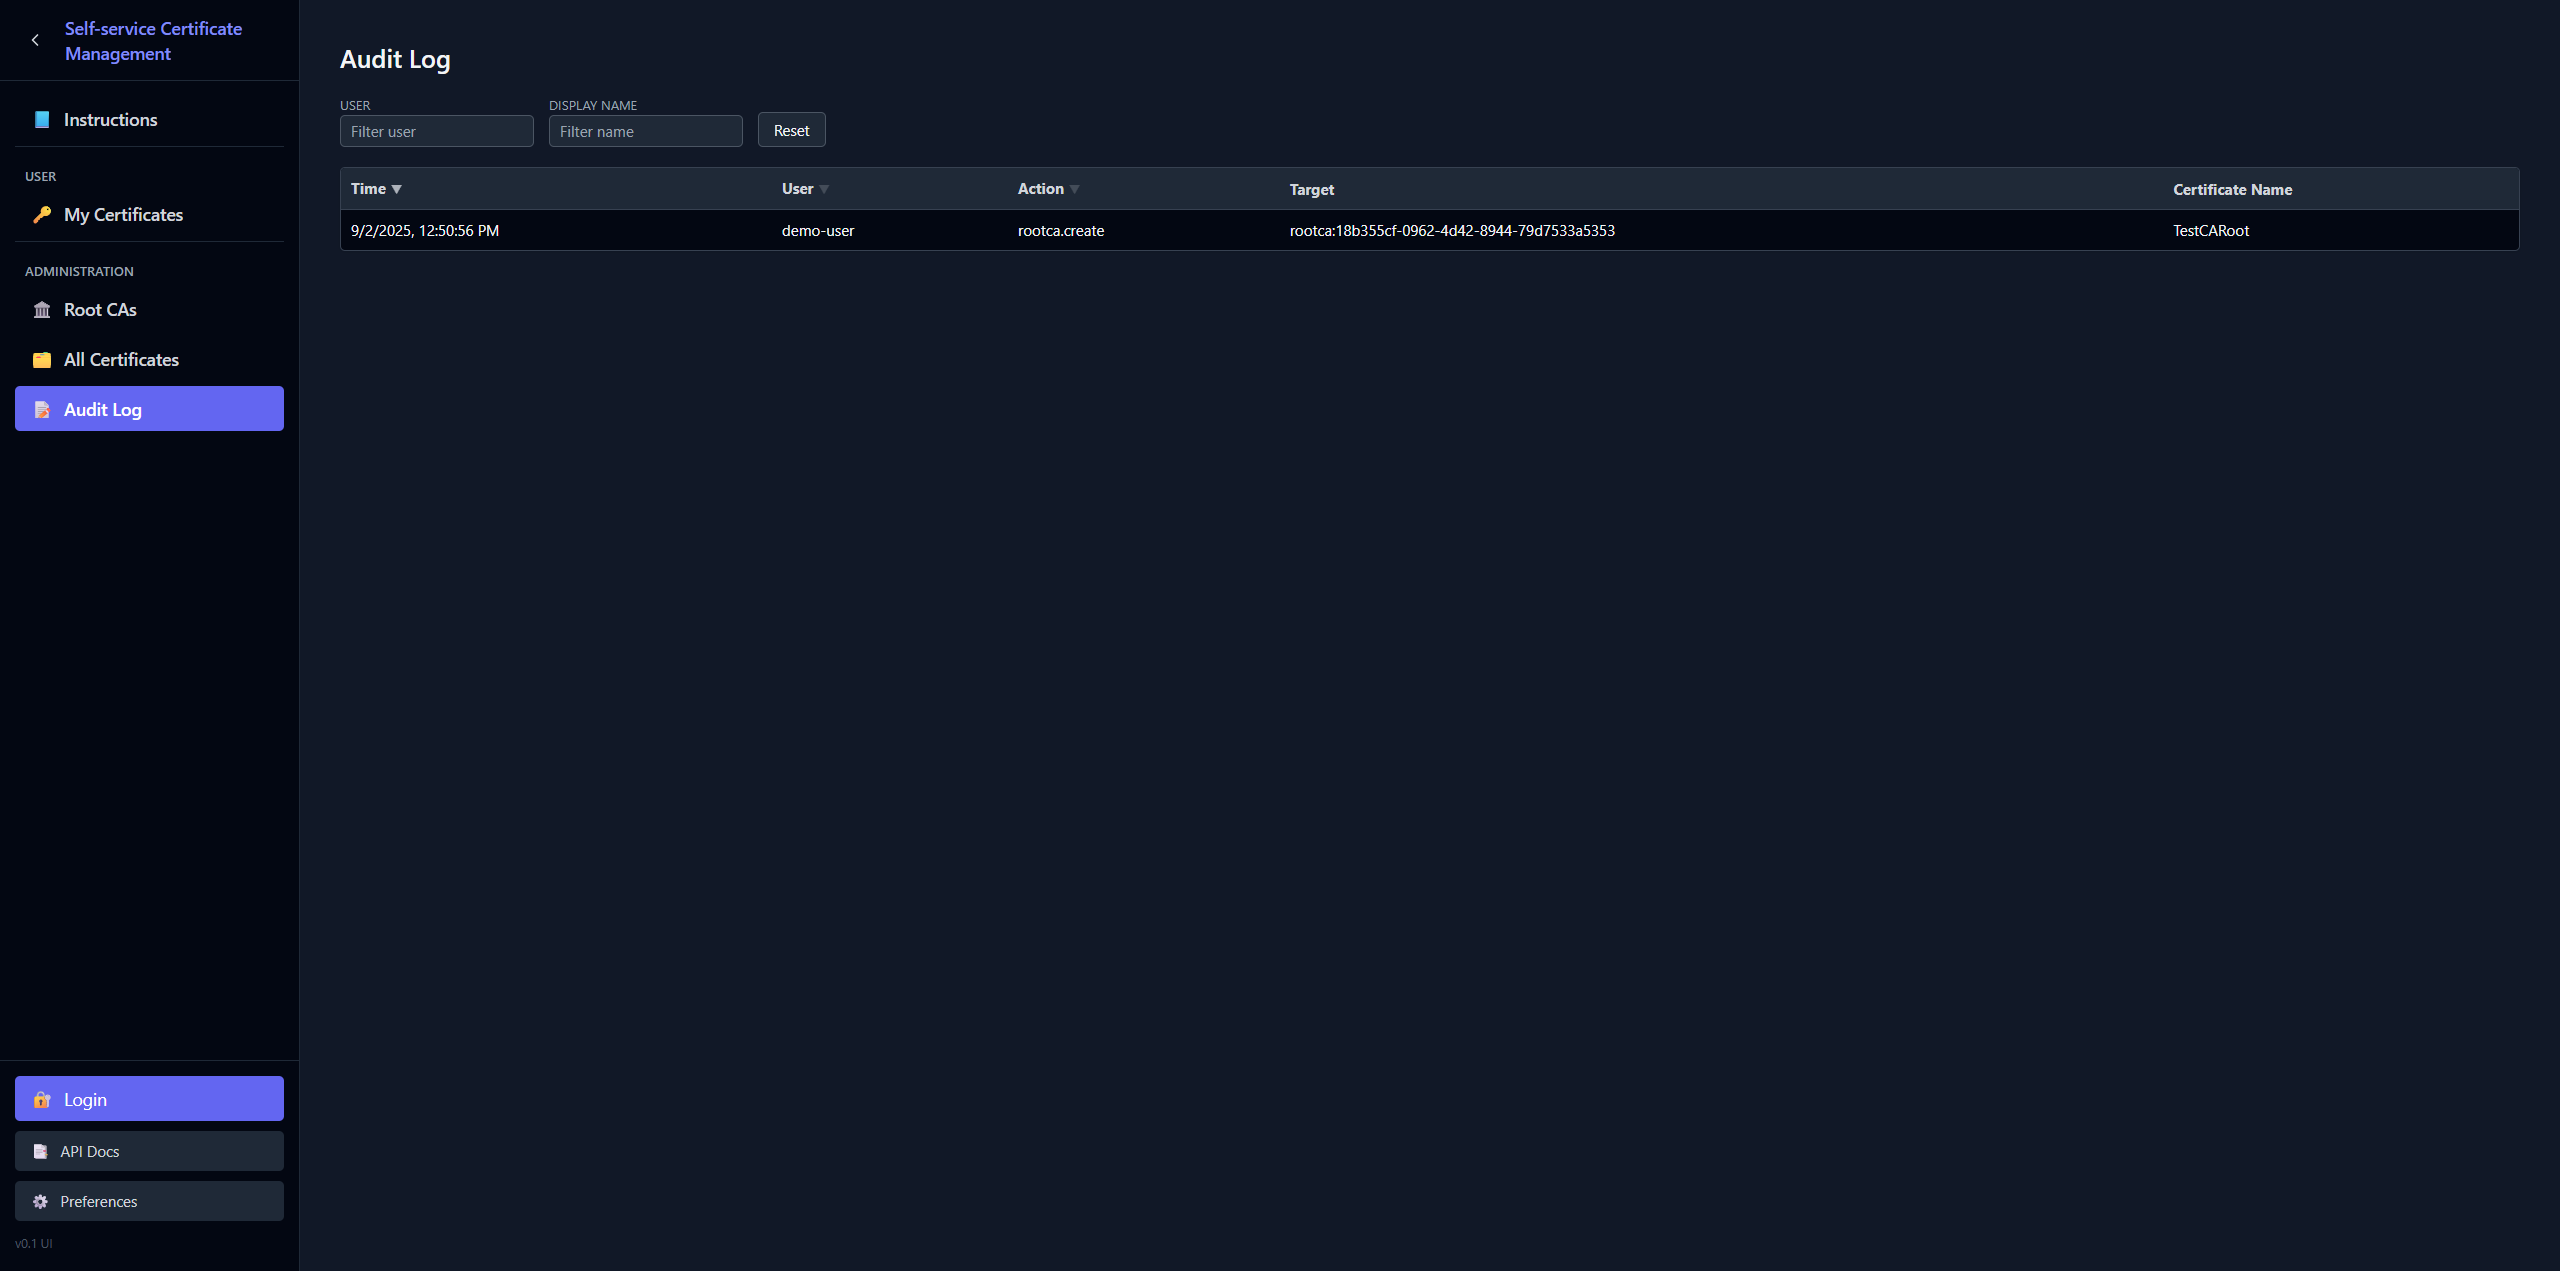 Self-service Certificate
Management
Instructions
USER
My Certificates
ADMINISTRATION
Root CAs
All Certificates
Audit Log
Login
API Docs
Preferences
v0.1 UI
Audit Log
USER
DISPLAY NAME
Filter user
Filter name
Reset
Time ▼ User ▼ Action ▼ Target Certificate Name
9/2/2025, 12:50:56 PM demo-user rootca.create rootca:18b355cf-0962-4d42-8944-79d7533a5353 TestCARoot